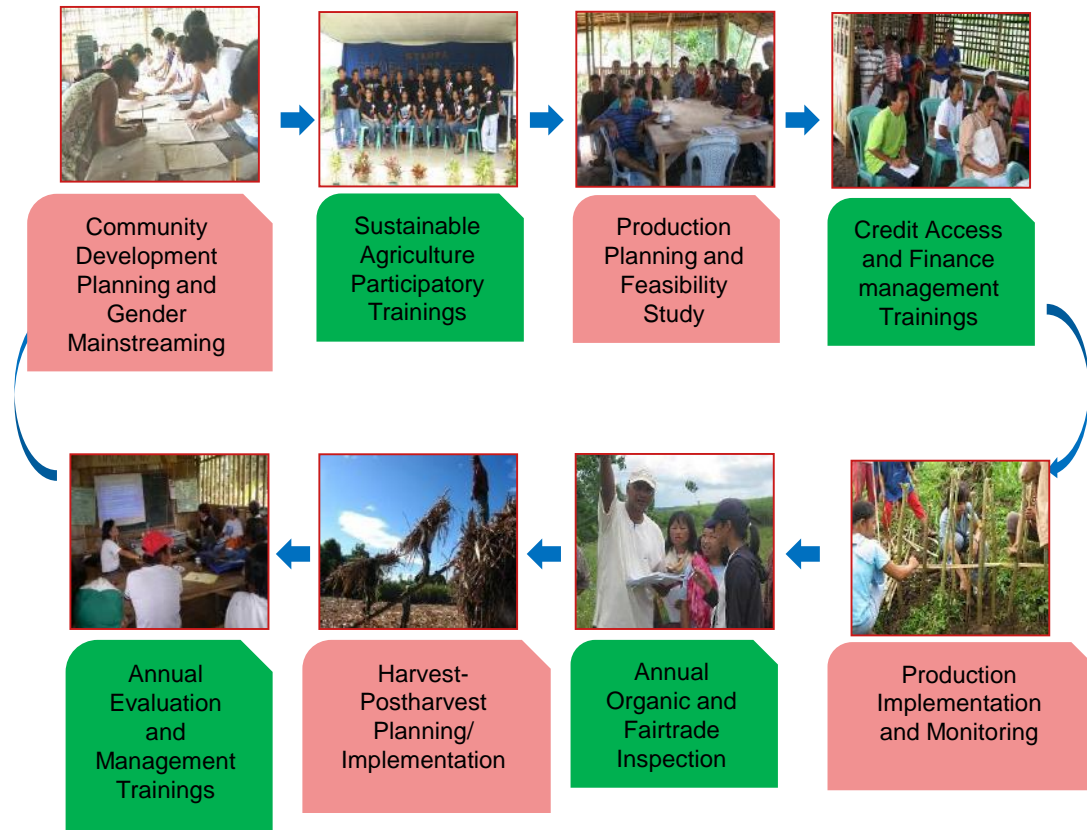 Community
Development
Planning and
Gender
Mainstreaming
Sustainable
Agriculture
Participatory
Trainings
Production
Planning and
Feasibility
Study
Credit Access
and Finance
management
Trainings
Annual
Evaluation
and
Management
Trainings
Harvest-
Postharvest
Planning/
Implementation
Annual
Organic and
Fairtrade
Inspection
Production
Implementation
and Monitoring